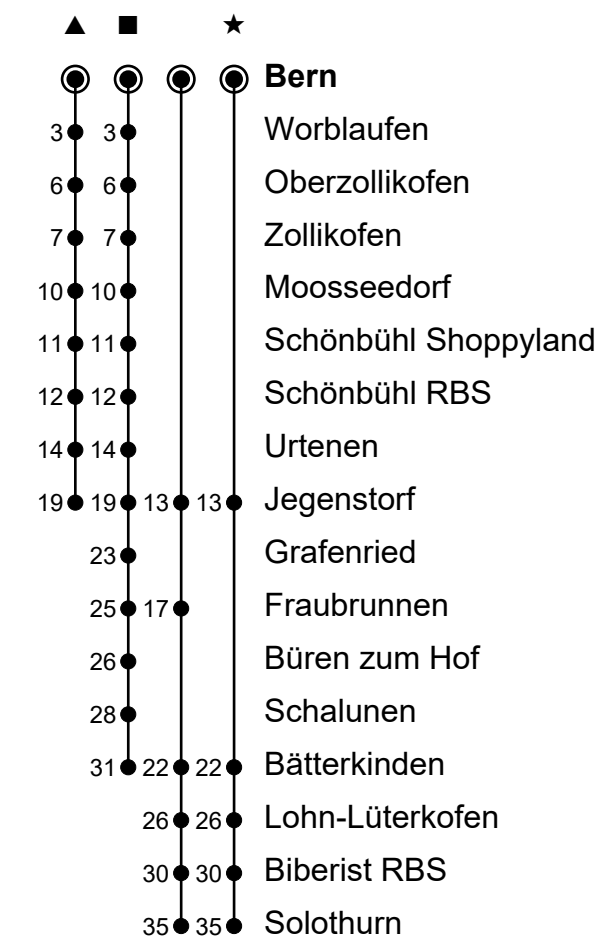 ▲ ■ ★
Bern
3 3 Worblaufen
6 6 Oberzollikofen
7 7 Zollikofen
10 10 Moosseedorf
11 11 Schönbühl Shoppyland
12 12 Schönbühl RBS
14 14 Urtenen
19 19 13 13 Jegenstorf
23 Grafenried
25 17 Fraubrunnen
26 Büren zum Hof
28 Schalunen
31 22 22 Bätterkinden
26 26 Lohn-Lüterkofen
30 30 Biberist RBS
35 35 Solothurn